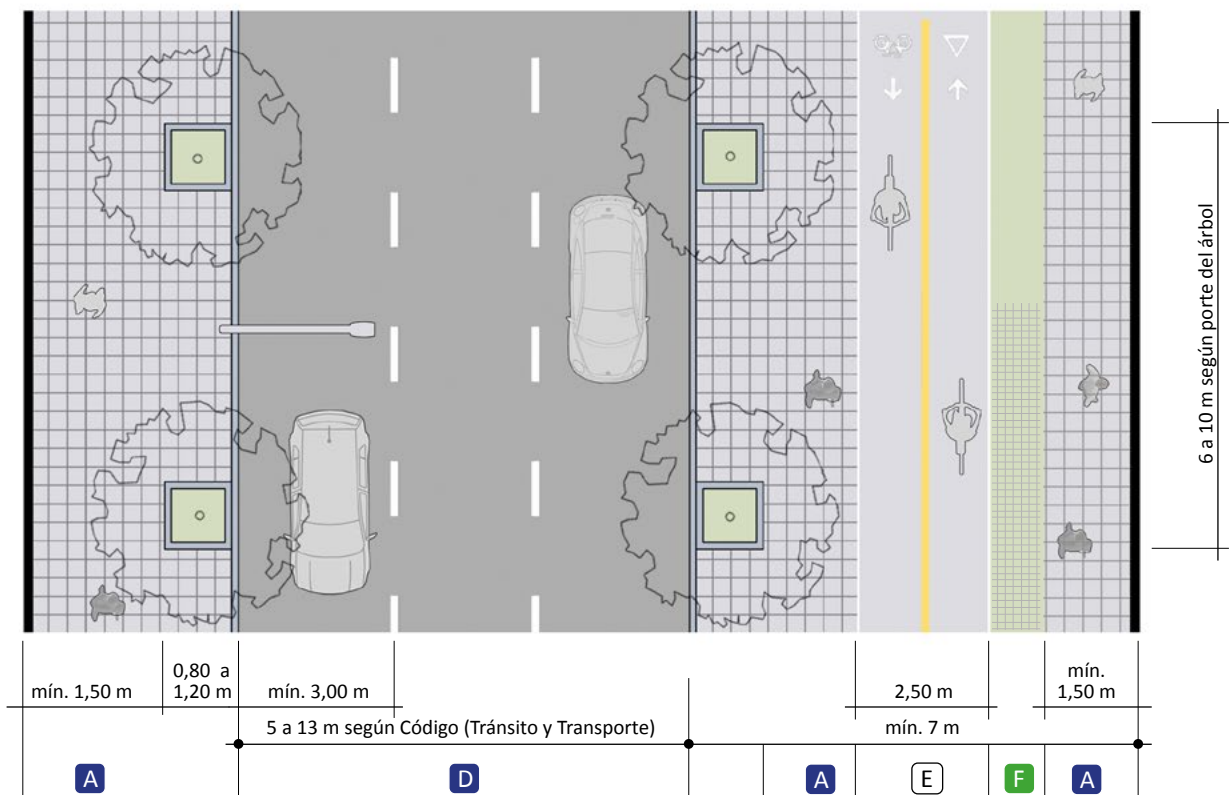 6 a 10 m según porte del árbol
mín. 1,50 m
0,80 a
1,20 m
mín. 3,00 m
2,50 m
mín.
1,50 m
5 a 13 m según Código (Tránsito y Transporte)
mín. 7 m
A
D
A
E
F
A